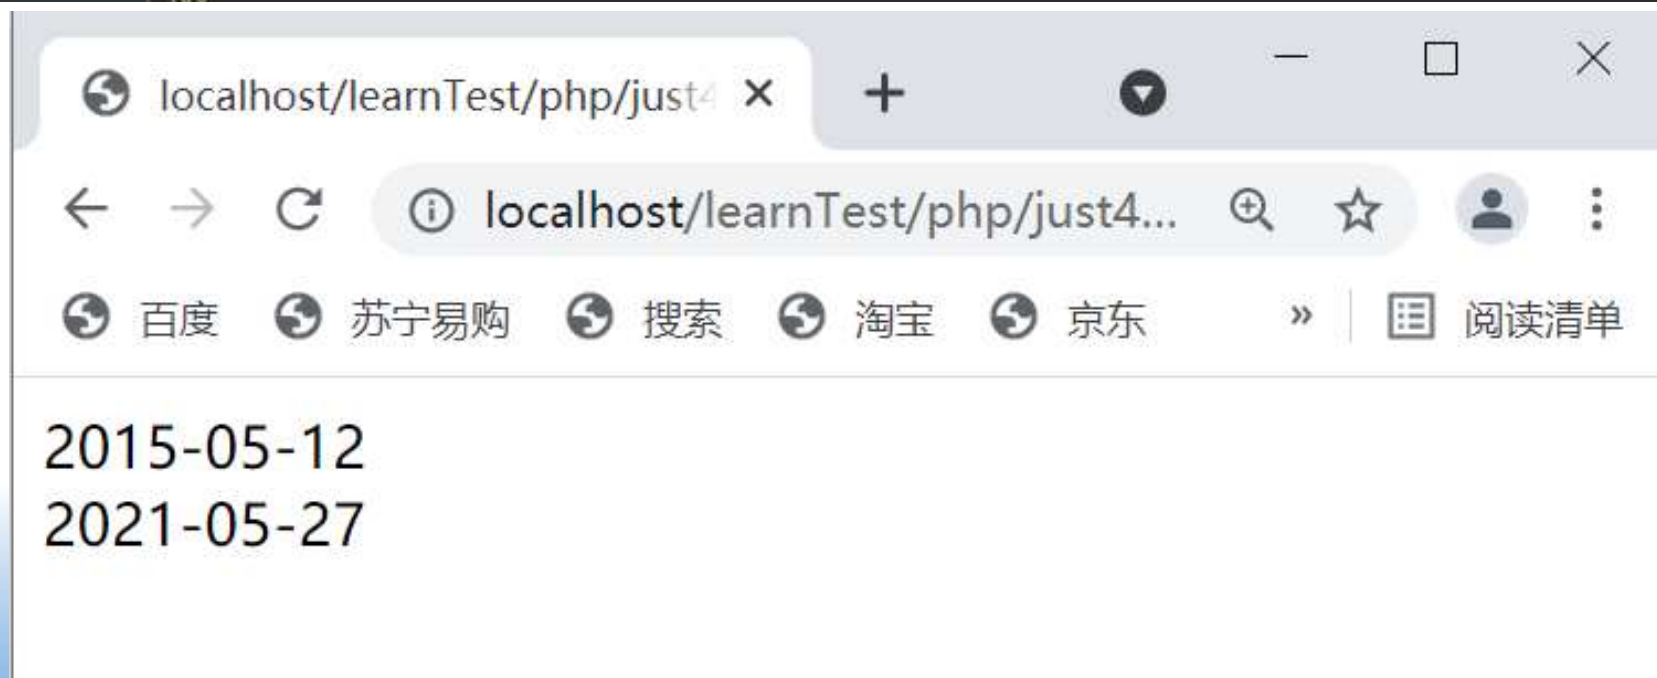 localhost/learnTest/php/just4
localhost/learnTest/php/just4...
百度 苏宁易购 搜索 淘宝 京东 » 阅读清单
2015-05-12
2021-05-27